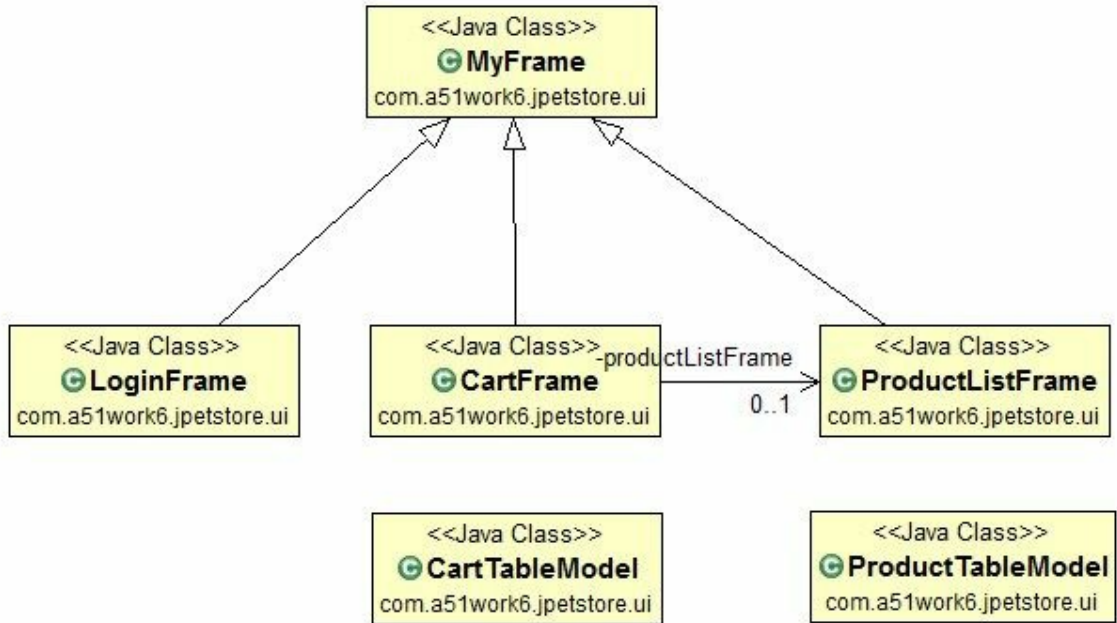 <<Java Class>>
MyFrame
com.a51work6.jpetstore.ui
<<Java Class>>
LoginFrame
com.a51work6.jpetstore.ui
<<Java Class>>
CartFrame
com.a51work6.jpetstore.ui
-productListFrame
0..1
<<Java Class>>
ProductListFrame
com.a51work6.jpetstore.ui
<<Java Class>>
CartTableModel
com.a51work6.jpetstore.ui
<<Java Class>>
ProductTableModel
com.a51work6.jpetstore.ui